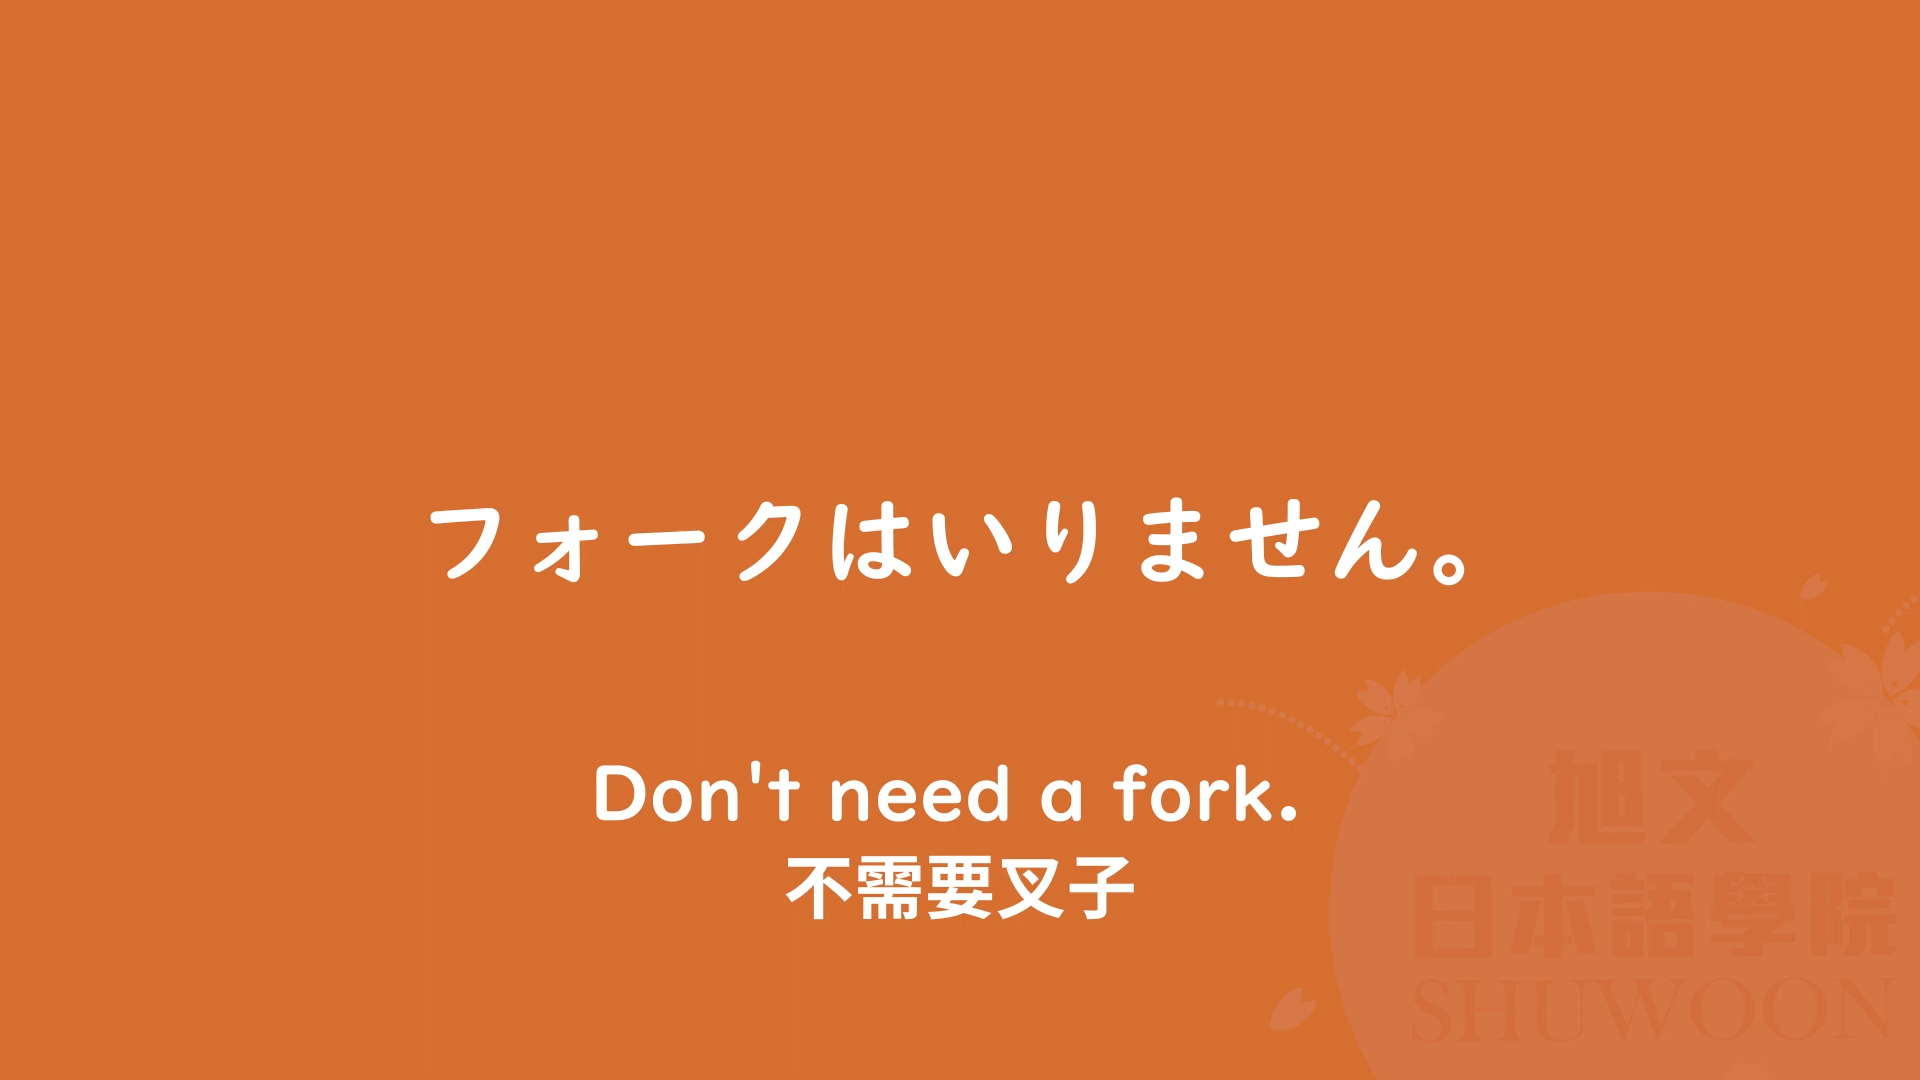 フォークはいりません。
Don't need a fork.
不需要叉子
旭文
日本語學院
SHUWOON